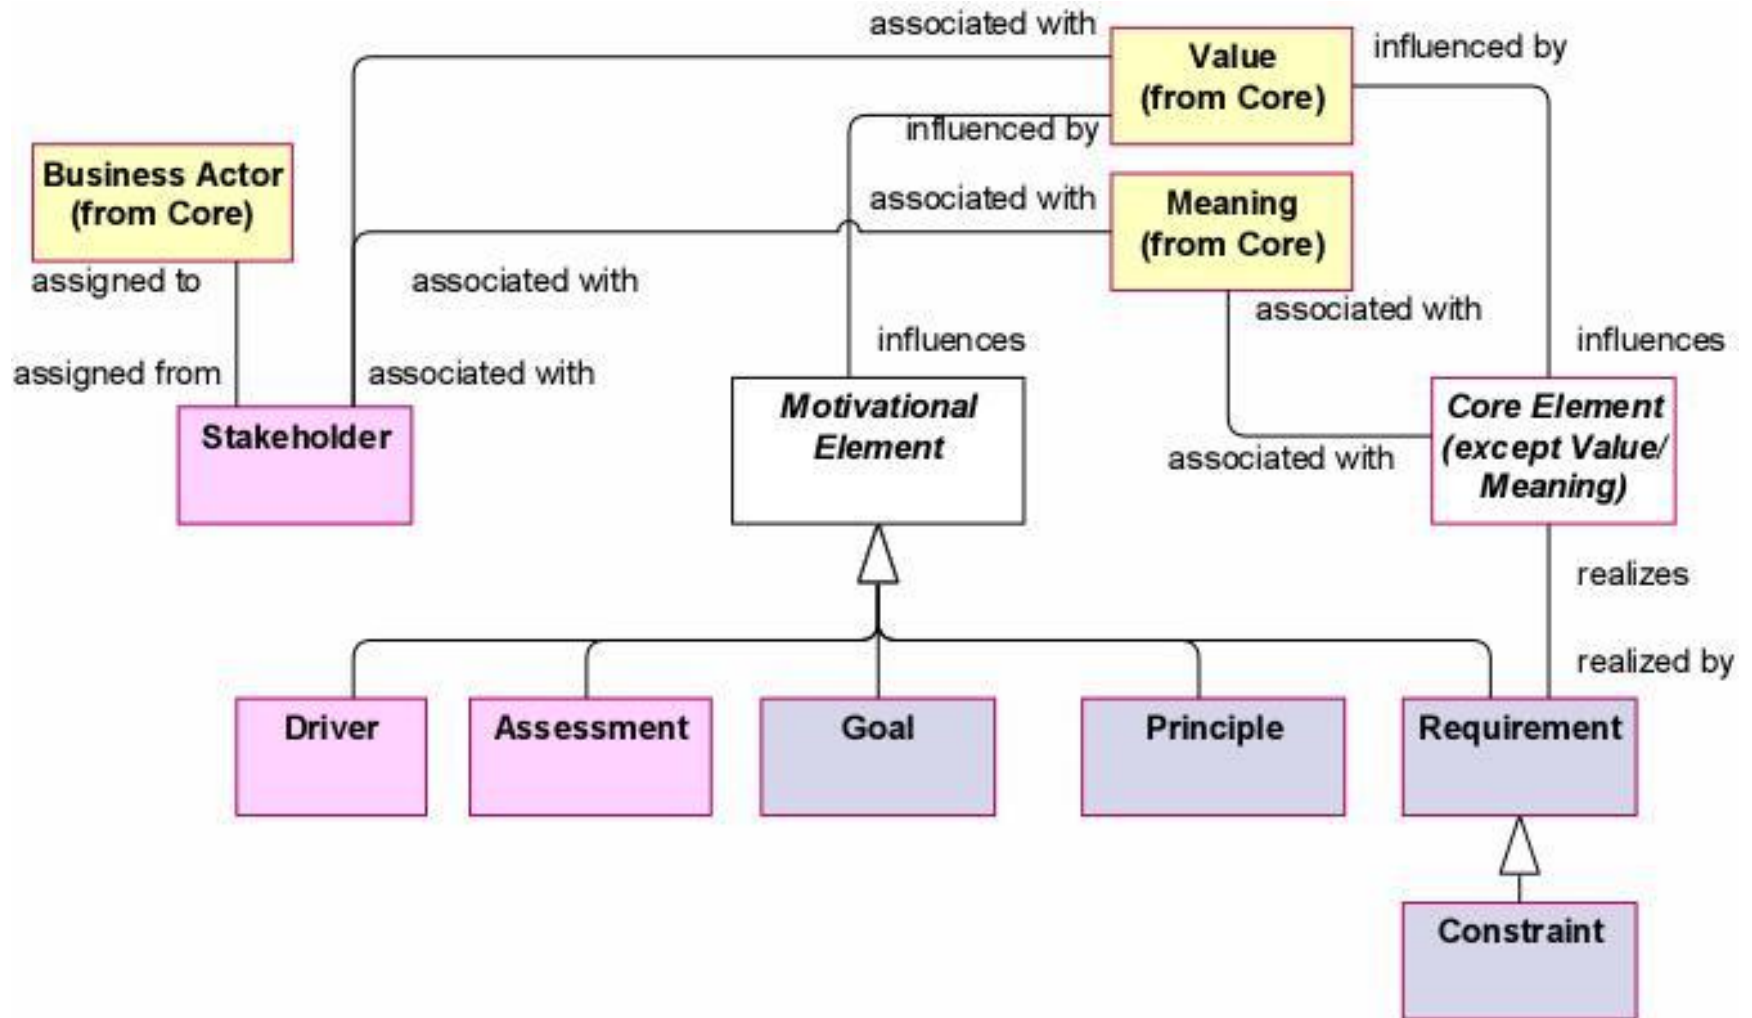 associated with
Value
(from Core)
influenced by
influenced by
Business Actor
(from Core)
associated with
Meaning
(from Core)
assigned to
associated with
associated with
influences
influences
assigned from
associated with
Stakeholder
Motivational
Element
Core Element
(except Value/
Meaning)
associated with
realizes
realized by
Driver
Assessment
Goal
Principle
Requirement
Constraint